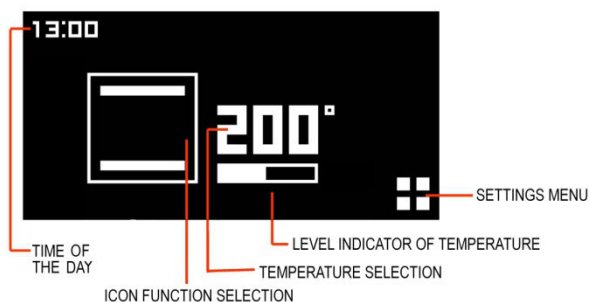 13:00
200°
SETTINGS MENU
LEVEL INDICATOR OF TEMPERATURE
TIME OF
THE DAY
TEMPERATURE SELECTION
ICON FUNCTION SELECTION